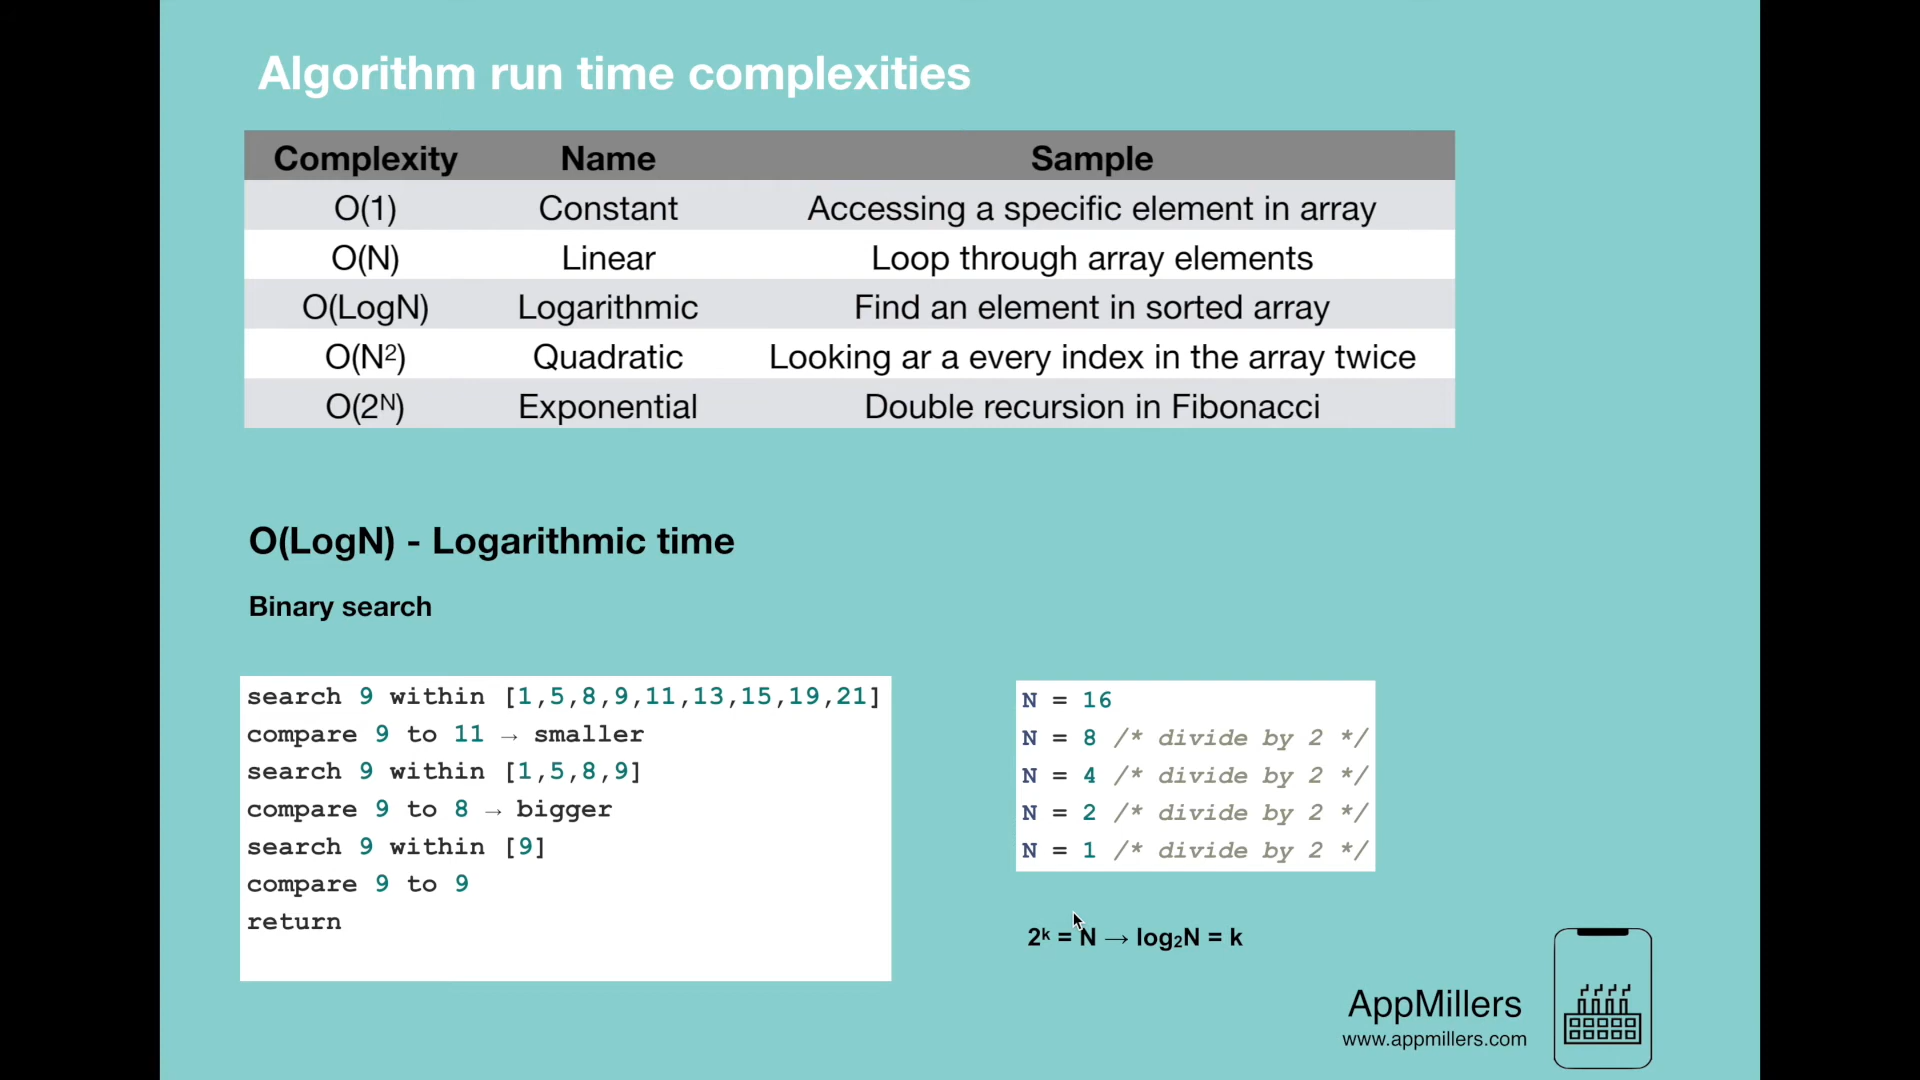 Algorithm run time complexities
Complexity Name Sample
O(1) Constant Accessing a specific element in array
O(N) Linear Loop through array elements
O(LogN) Logarithmic Find an element in sorted array
O(N²) Quadratic Looking ar a every index in the array twice
O(2ᴺ) Exponential Double recursion in Fibonacci
O(LogN) - Logarithmic time
Binary search
search 9 within [1,5,8,9,11,13,15,19,21]
compare 9 to 11 → smaller
search 9 within [1,5,8,9]
compare 9 to 8 → bigger
search 9 within [9]
compare 9 to 9
return
N = 16
N = 8 /* divide by 2 */
N = 4 /* divide by 2 */
N = 2 /* divide by 2 */
N = 1 /* divide by 2 */
2ᵏ = N → log₂N = k
AppMillers
www.appmillers.com